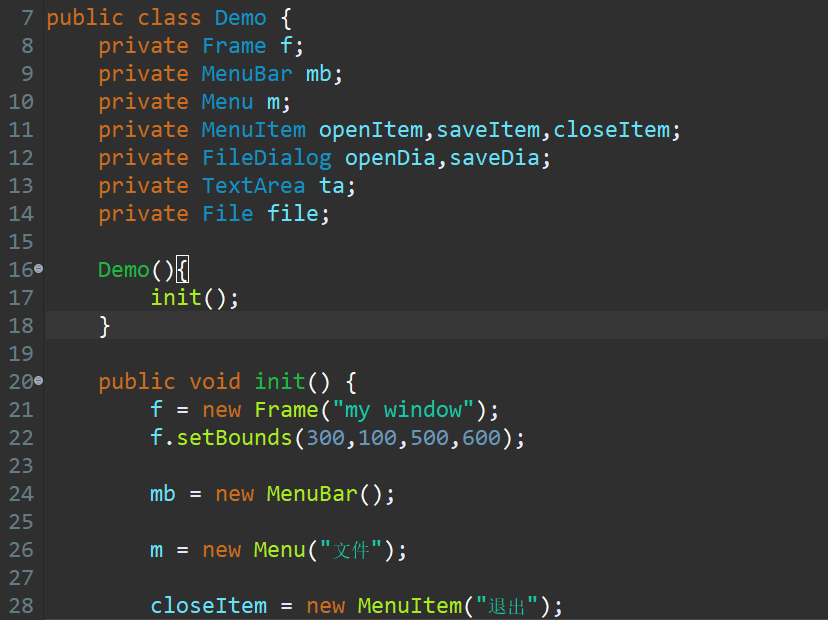 7 public class Demo {
8     private Frame f;
9     private MenuBar mb;
10     private Menu m;
11     private MenuItem openItem,saveItem,closeItem;
12     private FileDialog openDia,saveDia;
13     private TextArea ta;
14     private File file;
15
16     Demo(){
17         init();
18     }
19
20     public void init() {
21         f = new Frame("my window");
22         f.setBounds(300,100,500,600);
23
24         mb = new MenuBar();
25
26         m = new Menu("文件");
27
28         closeItem = new MenuItem("退出");